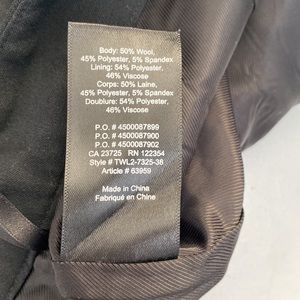 Body: 50% Wool,
45% Polyester, 5% Spandex
Lining: 54% Polyester,
46% Viscose
Corps: 50% Laine,
45% Polyester, 5% Spandex
Doublure: 54% Polyester,
46% Viscose
P.O. # 4500087899
P.O. # 4500087900
P.O. # 4500087902
CA 23725 RN 122354
Style # TWL2-7325-38
Article # 63959
Made in China
Fabriqué en China